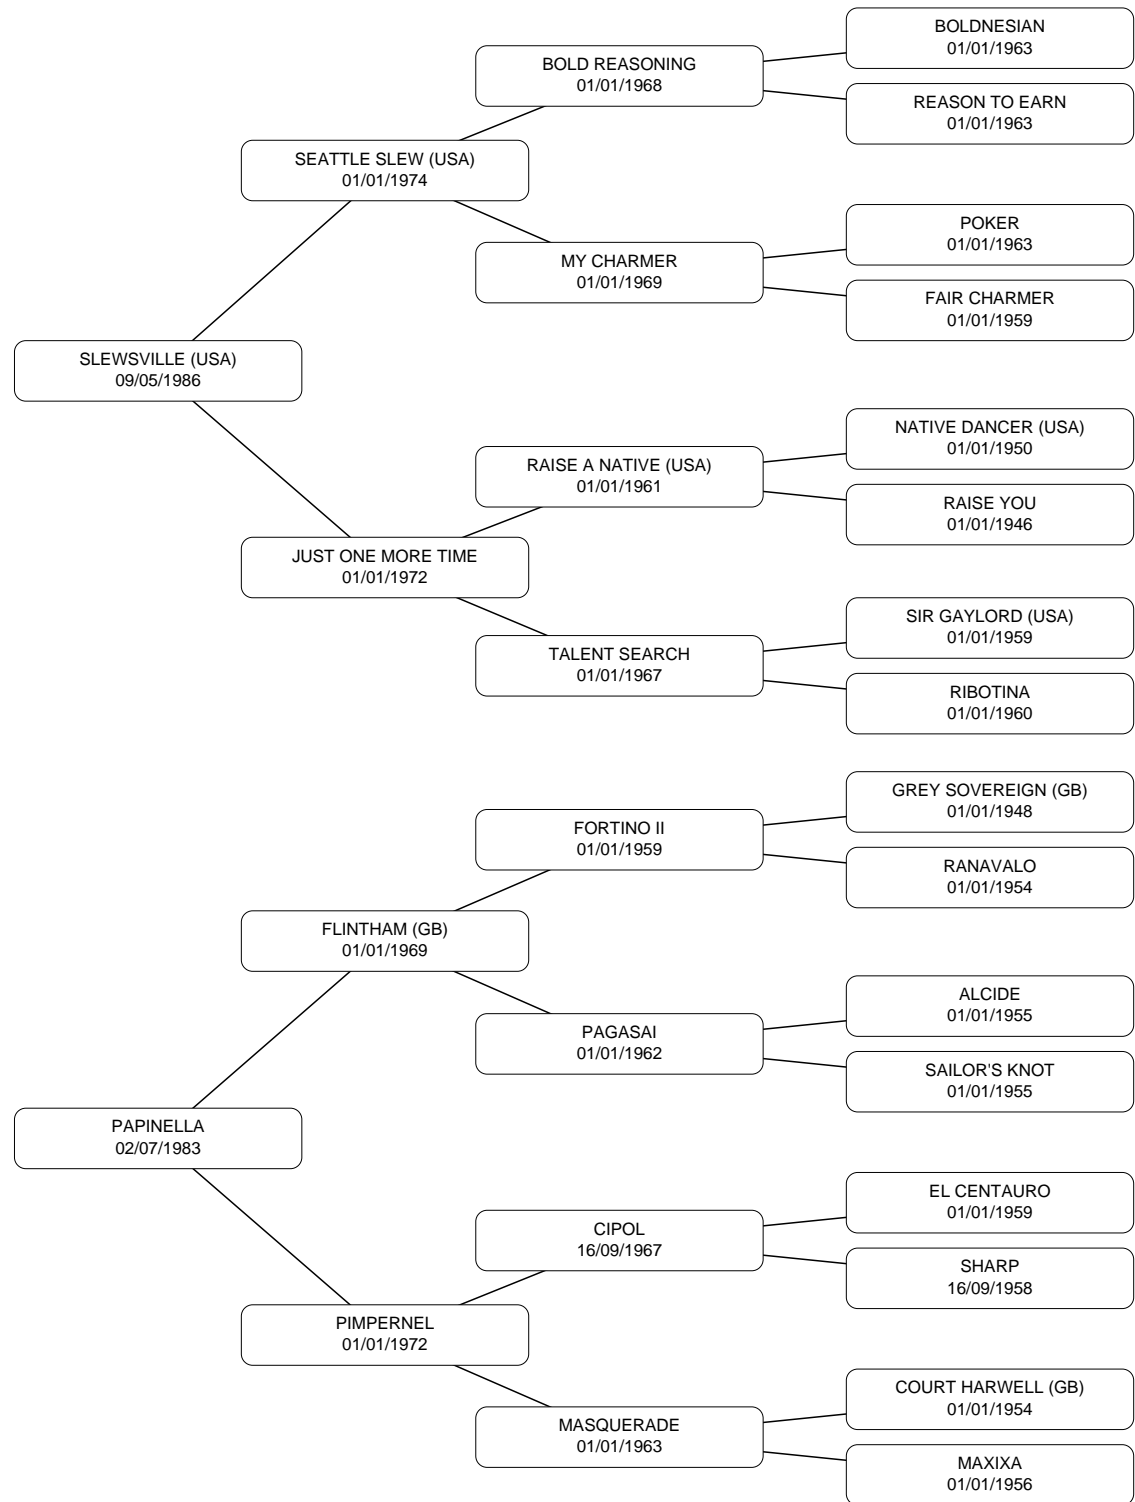 BOLDNESIAN
01/01/1963
BOLD REASONING
01/01/1968
REASON TO EARN
01/01/1963
SEATTLE SLEW (USA)
01/01/1974
POKER
01/01/1963
MY CHARMER
01/01/1969
FAIR CHARMER
01/01/1959
SLEWSVILLE (USA)
09/05/1986
NATIVE DANCER (USA)
01/01/1950
RAISE A NATIVE (USA)
01/01/1961
RAISE YOU
01/01/1946
JUST ONE MORE TIME
01/01/1972
SIR GAYLORD (USA)
01/01/1959
TALENT SEARCH
01/01/1967
RIBOTINA
01/01/1960
GREY SOVEREIGN (GB)
01/01/1948
FORTINO II
01/01/1959
RANAVALO
01/01/1954
FLINTHAM (GB)
01/01/1969
ALCIDE
01/01/1955
PAGASAI
01/01/1962
SAILOR'S KNOT
01/01/1955
PAPINELLA
02/07/1983
EL CENTAURO
01/01/1959
CIPOL
16/09/1967
SHARP
16/09/1958
PIMPERNEL
01/01/1972
COURT HARWELL (GB)
01/01/1954
MASQUERADE
01/01/1963
MAXIXA
01/01/1956